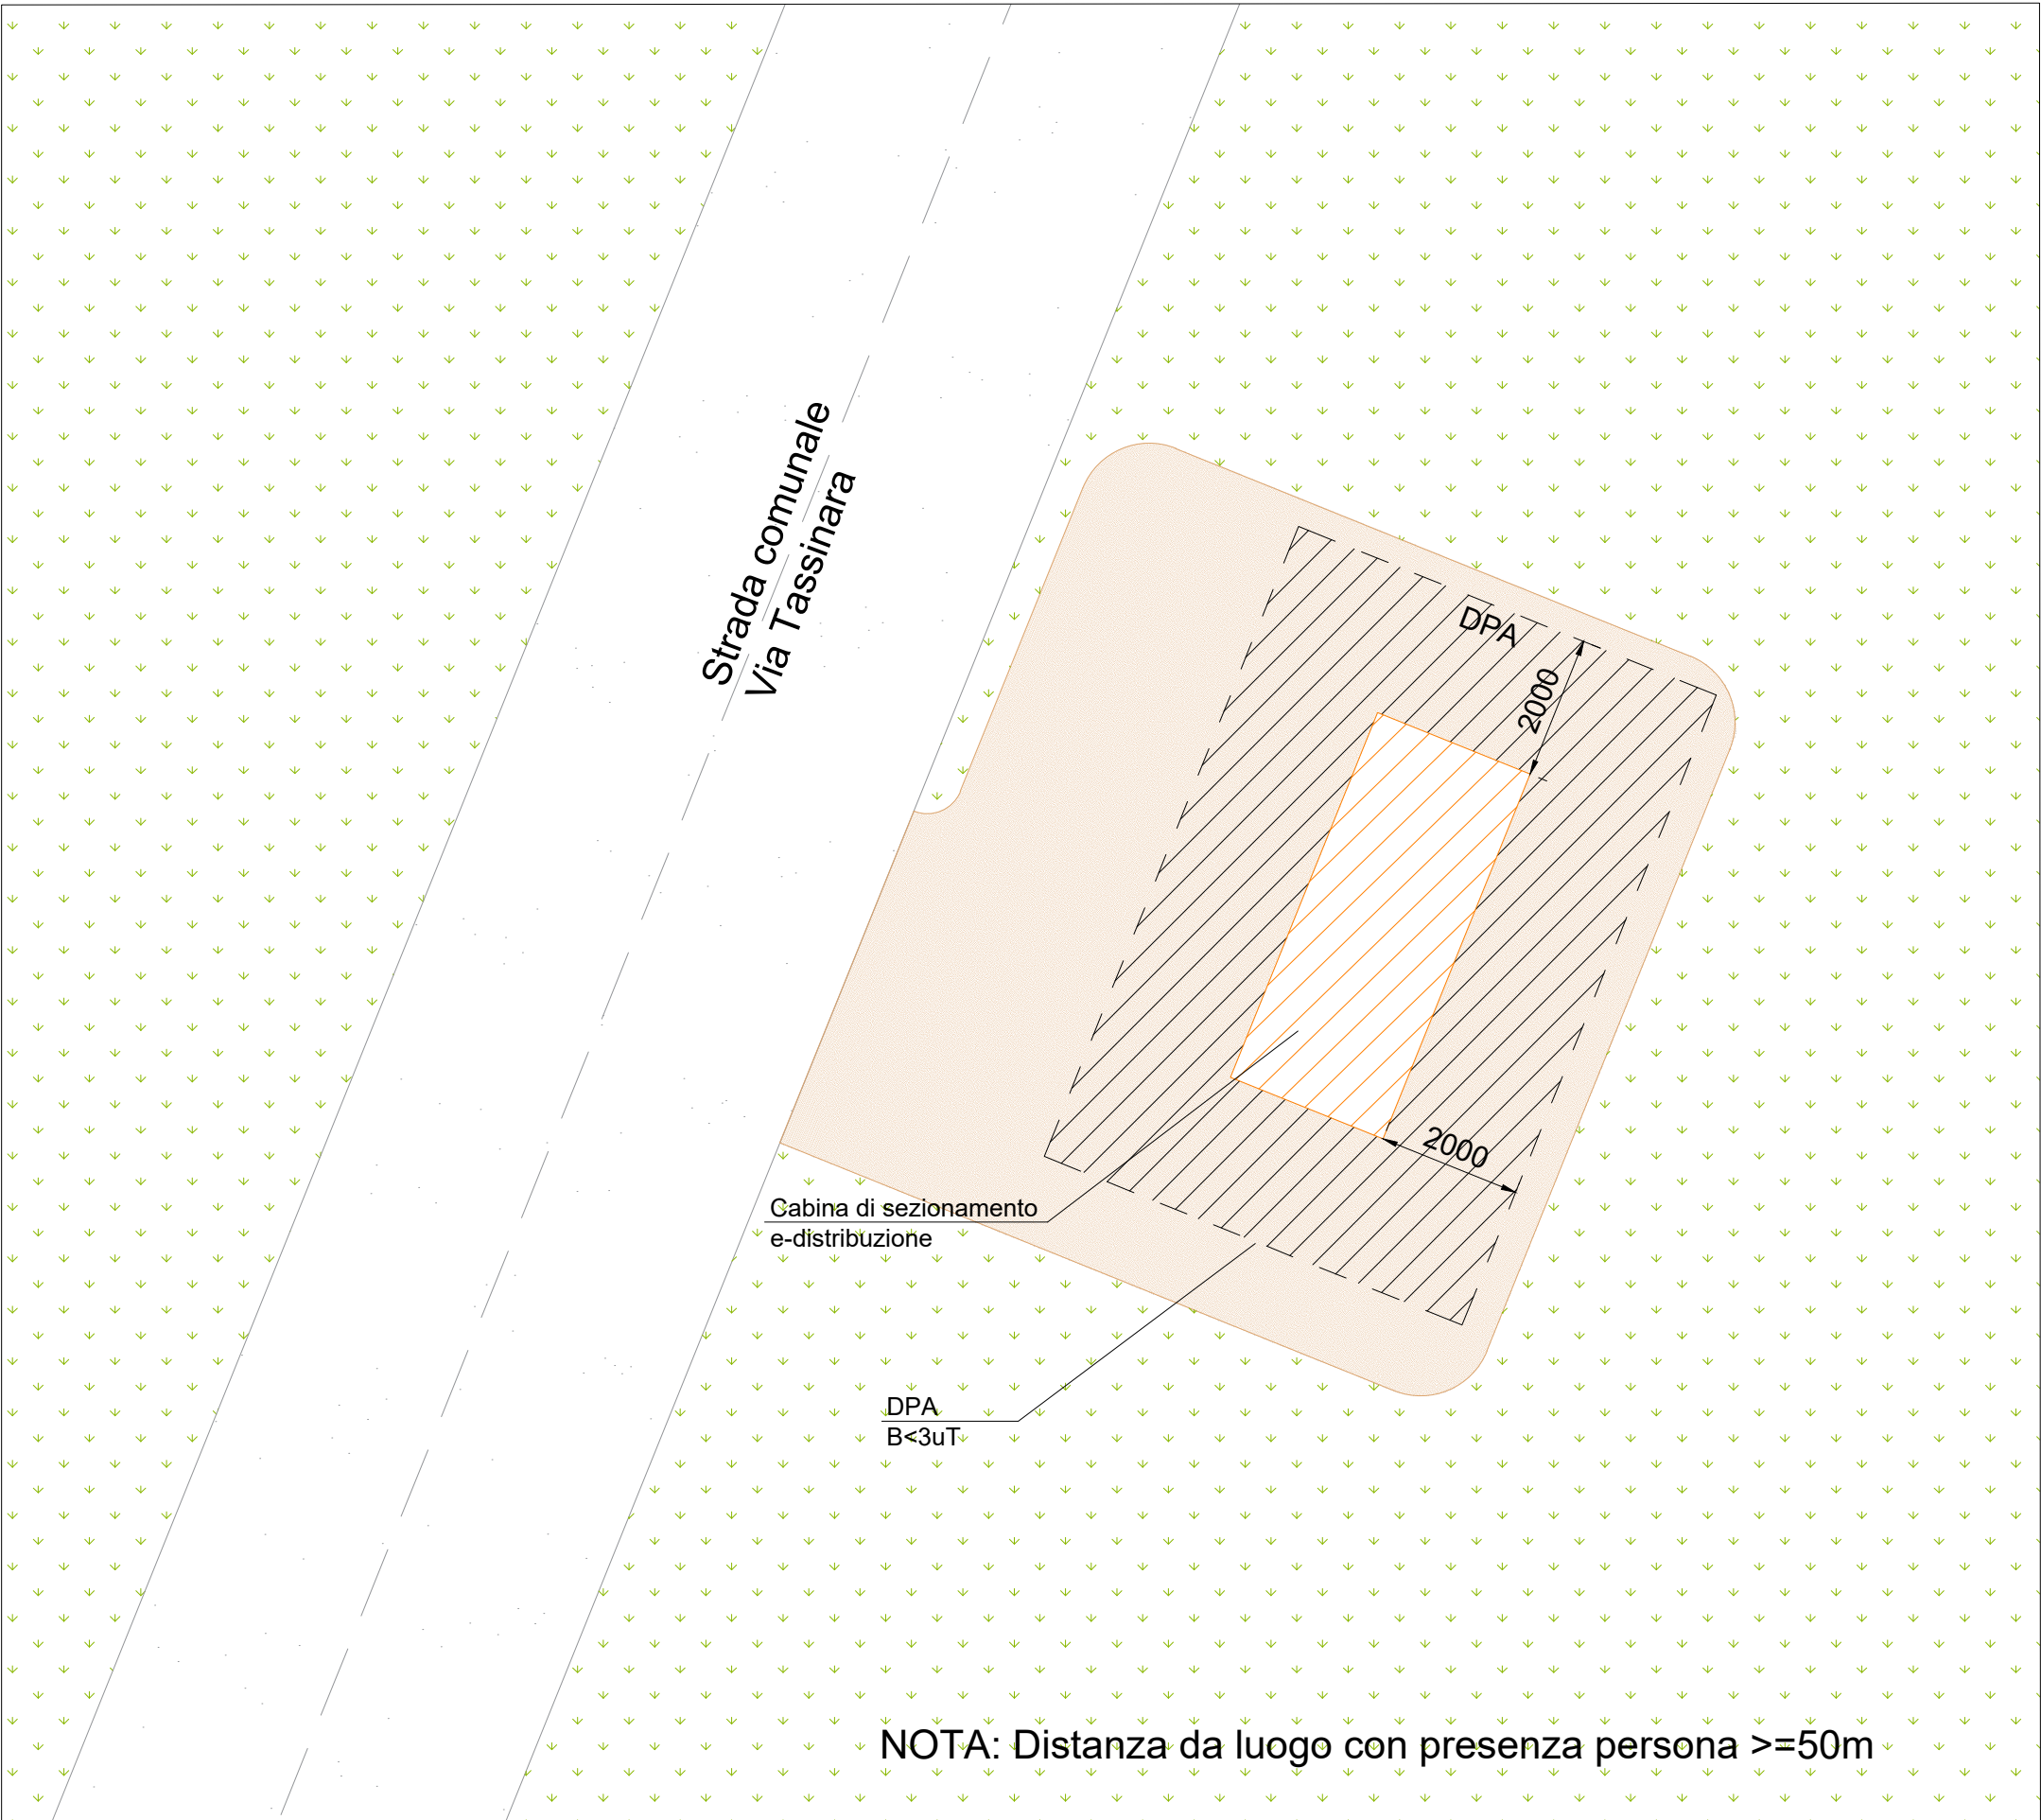 Strada comunale
Via Tassinara
DPA
2000
2000
Cabina di sezionamento
e-distribuzione
DPA
B<3uT
NOTA: Distanza da luogo con presenza persona >=50m